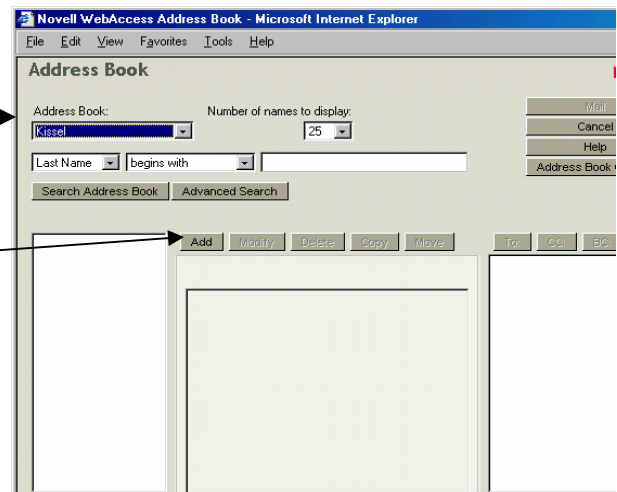 Novell WebAccess Address Book - Microsoft Internet Explorer
File Edit View Favorites Tools Help
Address Book
Address Book: Number of names to display: Mail
Kissel 25 Cancel
Help
Last Name begins with Address Book
Search Address Book Advanced Search
Add Modify Delete Copy Move To: CC: BC: